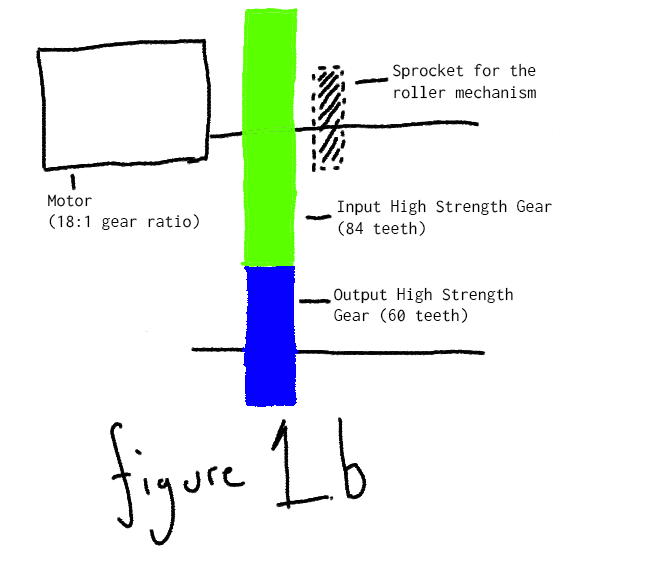 Sprocket for the
roller mechanism
Motor
(18:1 gear ratio)
Input High Strength Gear
(84 teeth)
Output High Strength
Gear (60 teeth)
figure 1.b